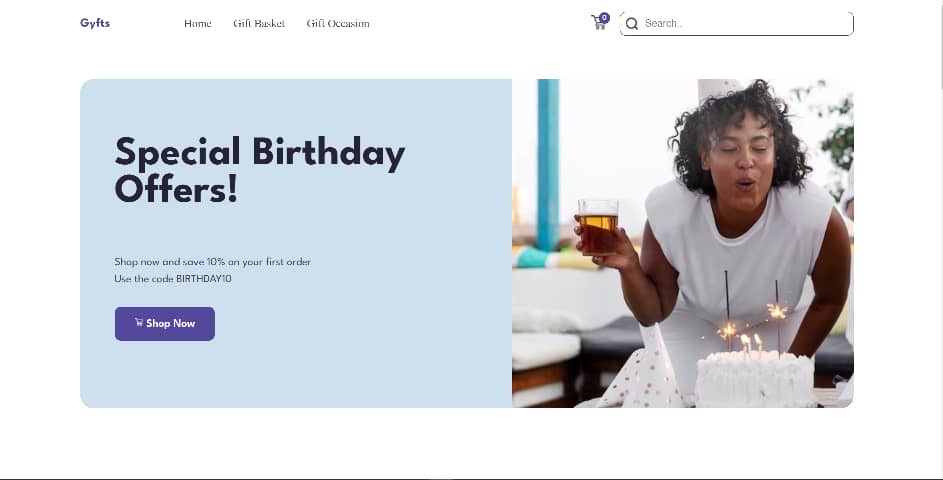 Gyfts
Home Gift Basket Gift Occasion
0
Search..
Special Birthday
Offers!
Shop now and save 10% on your first order
Use the code BIRTHDAY10
Shop Now